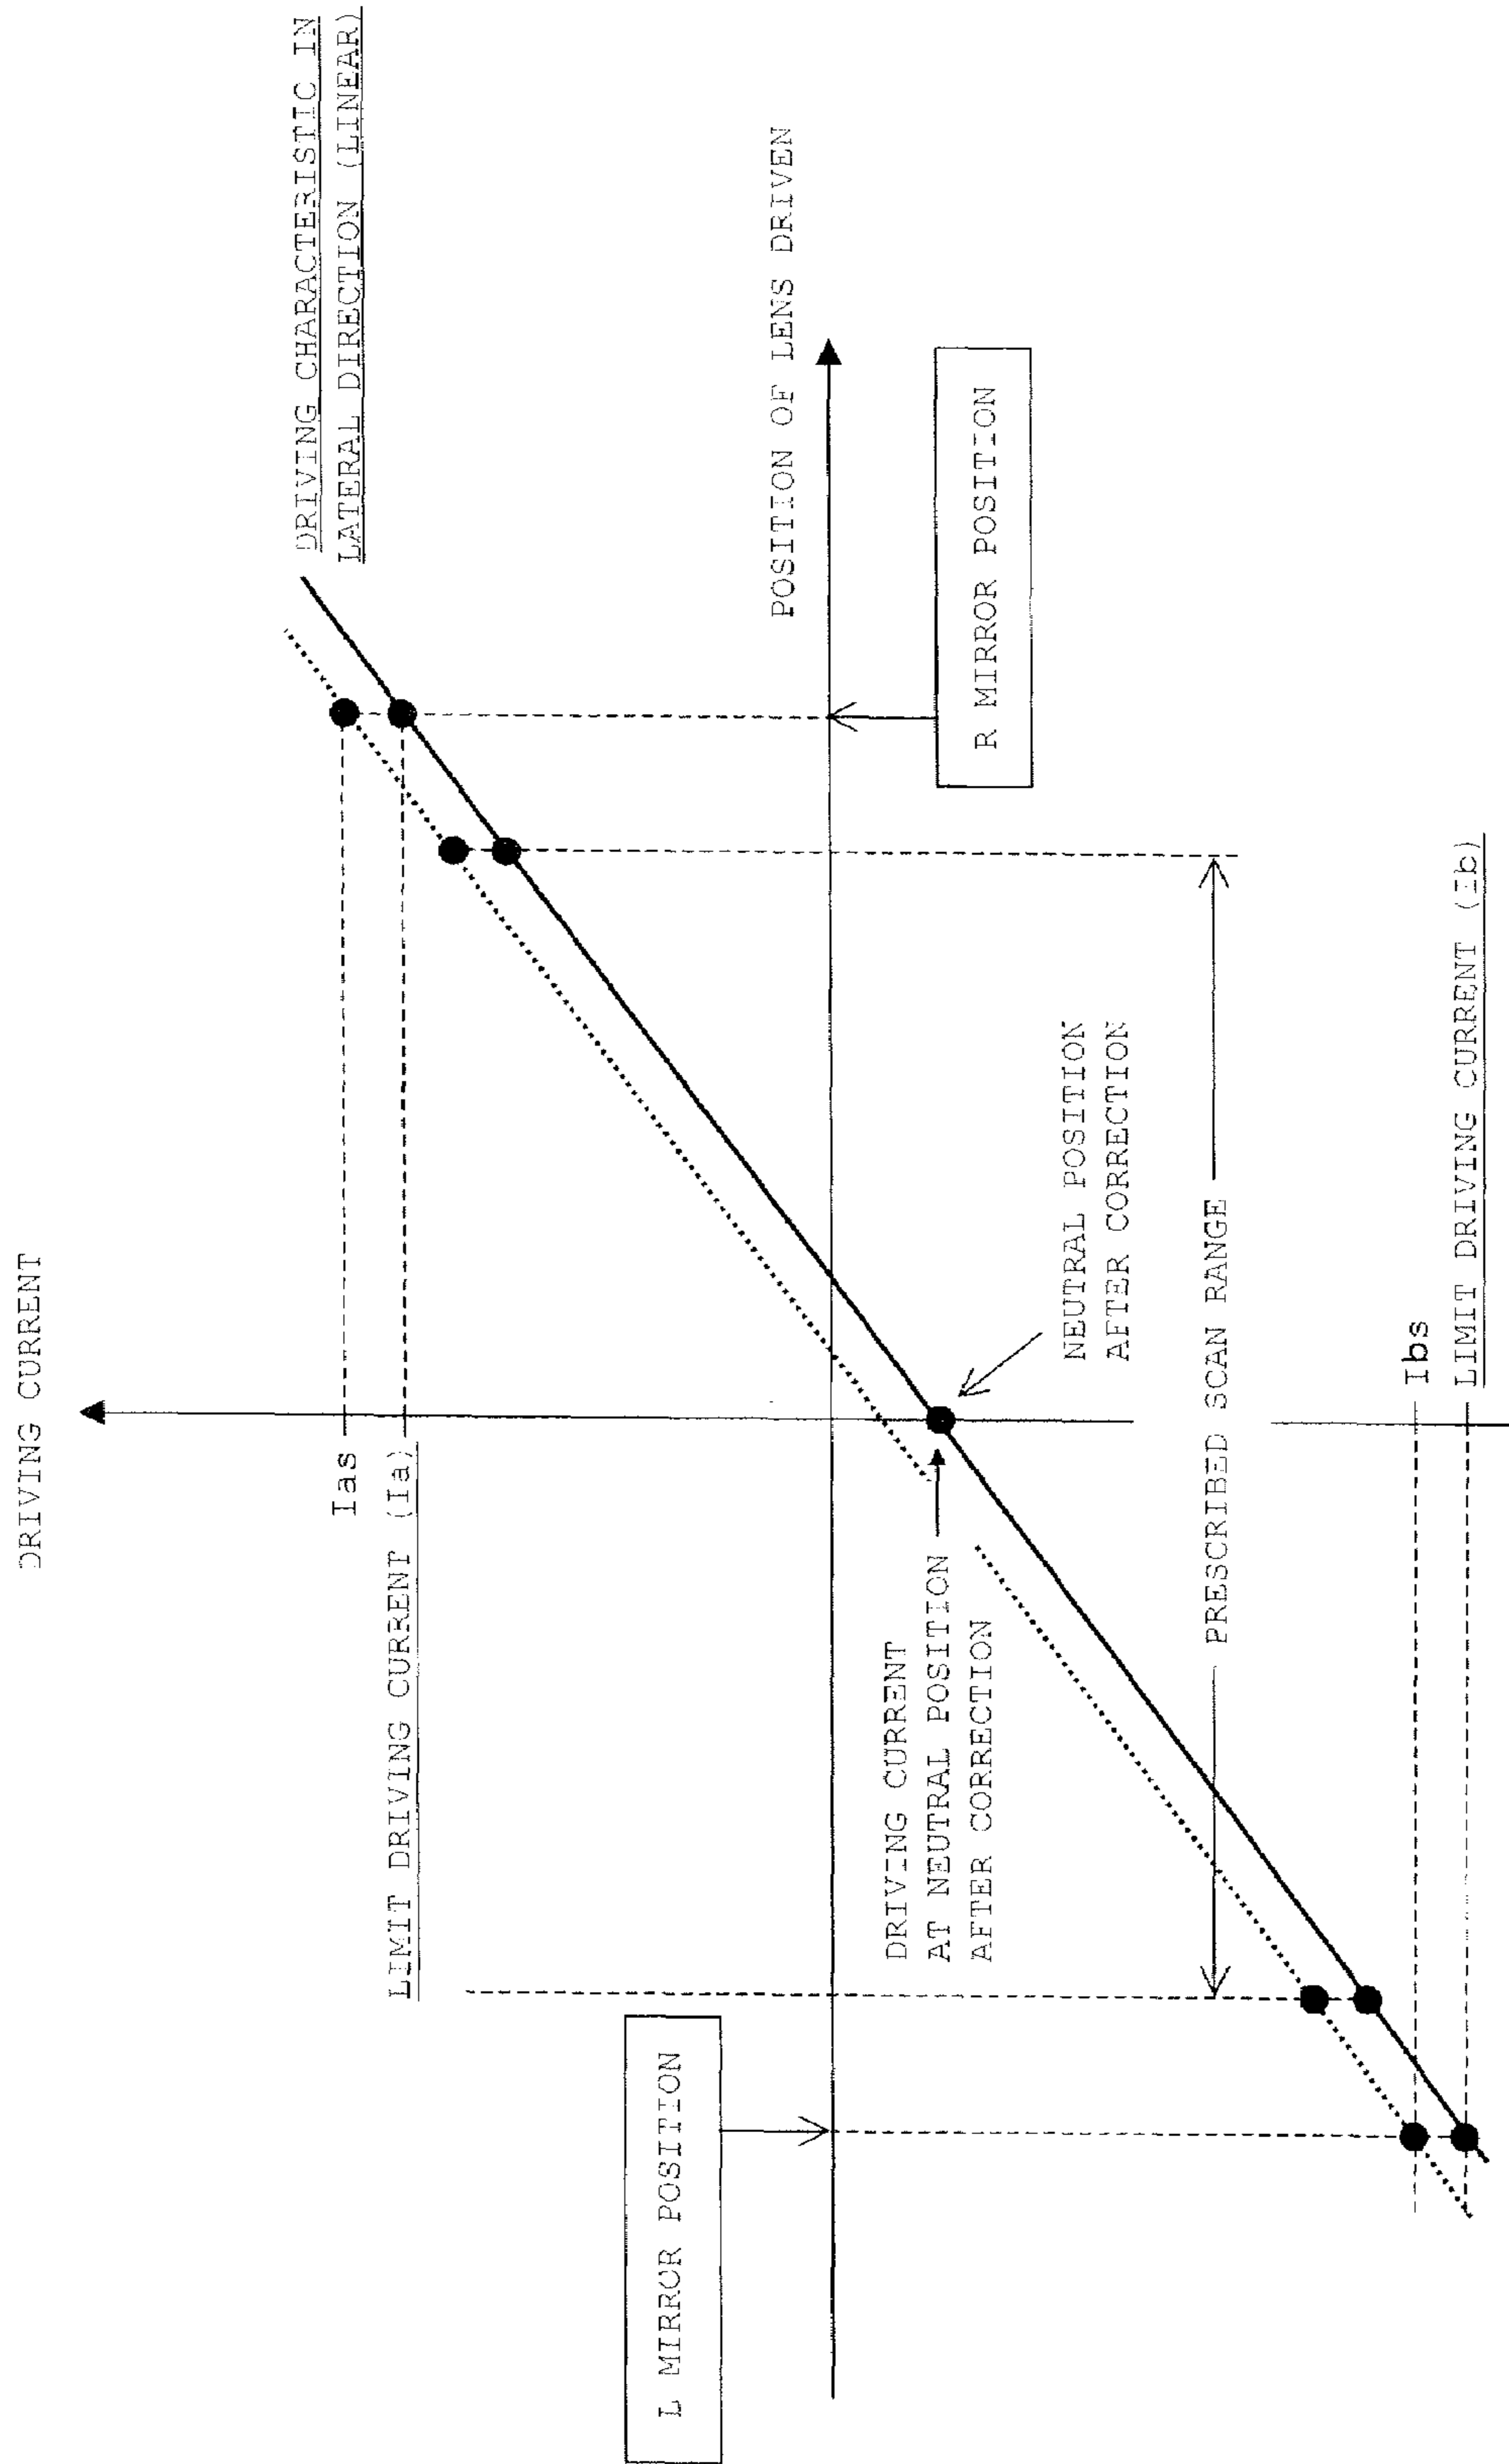 DRIVING CURRENT
DRIVING CHARACTERISTIC IN
LATERAL DIRECTION (LINEAR)
Ias
LIMIT DRIVING CURRENT (Ia)
POSITION OF LENS DRIVEN
L MIRROR POSITION
R MIRROR POSITION
DRIVING CURRENT
AT NEUTRAL POSITION
AFTER CORRECTION
NEUTRAL POSITION
AFTER CORRECTION
PRESCRIBED SCAN RANGE
Ibs
LIMIT DRIVING CURRENT (Ib)